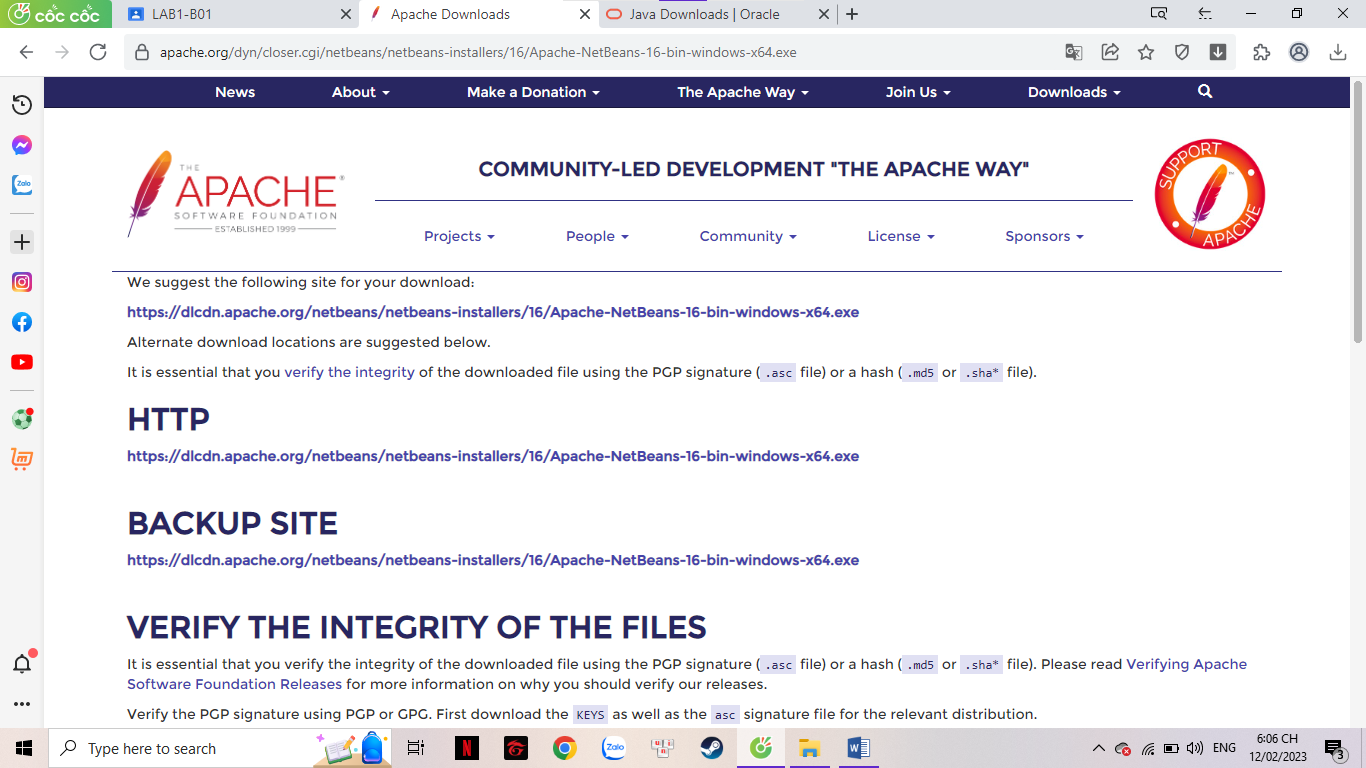 cốc cốc
LAB1-B01
Apache Downloads
Java Downloads | Oracle
apache.org/dyn/closer.cgi/netbeans/netbeans-installers/16/Apache-NetBeans-16-bin-windows-x64.exe
News About Make a Donation The Apache Way Join Us Downloads
THE
APACHE®
SOFTWARE FOUNDATION
ESTABLISHED 1999
COMMUNITY-LED DEVELOPMENT "THE APACHE WAY"
Projects People Community License Sponsors
SUPPORT
APACHE
We suggest the following site for your download:
https://dlcdn.apache.org/netbeans/netbeans-installers/16/Apache-NetBeans-16-bin-windows-x64.exe
Alternate download locations are suggested below.
It is essential that you verify the integrity of the downloaded file using the PGP signature ( .asc file) or a hash ( .md5 or .sha* file).
HTTP
https://dlcdn.apache.org/netbeans/netbeans-installers/16/Apache-NetBeans-16-bin-windows-x64.exe
BACKUP SITE
https://dlcdn.apache.org/netbeans/netbeans-installers/16/Apache-NetBeans-16-bin-windows-x64.exe
VERIFY THE INTEGRITY OF THE FILES
It is essential that you verify the integrity of the downloaded file using the PGP signature ( .asc file) or a hash ( .md5 or .sha* file). Please read Verifying Apache
Software Foundation Releases for more information on why you should verify our releases.
Verify the PGP signature using PGP or GPG. First download the KEYS as well as the asc signature file for the relevant distribution.
Zalo
Type here to search
Zalo
ENG
6:06 CH
12/02/2023
3